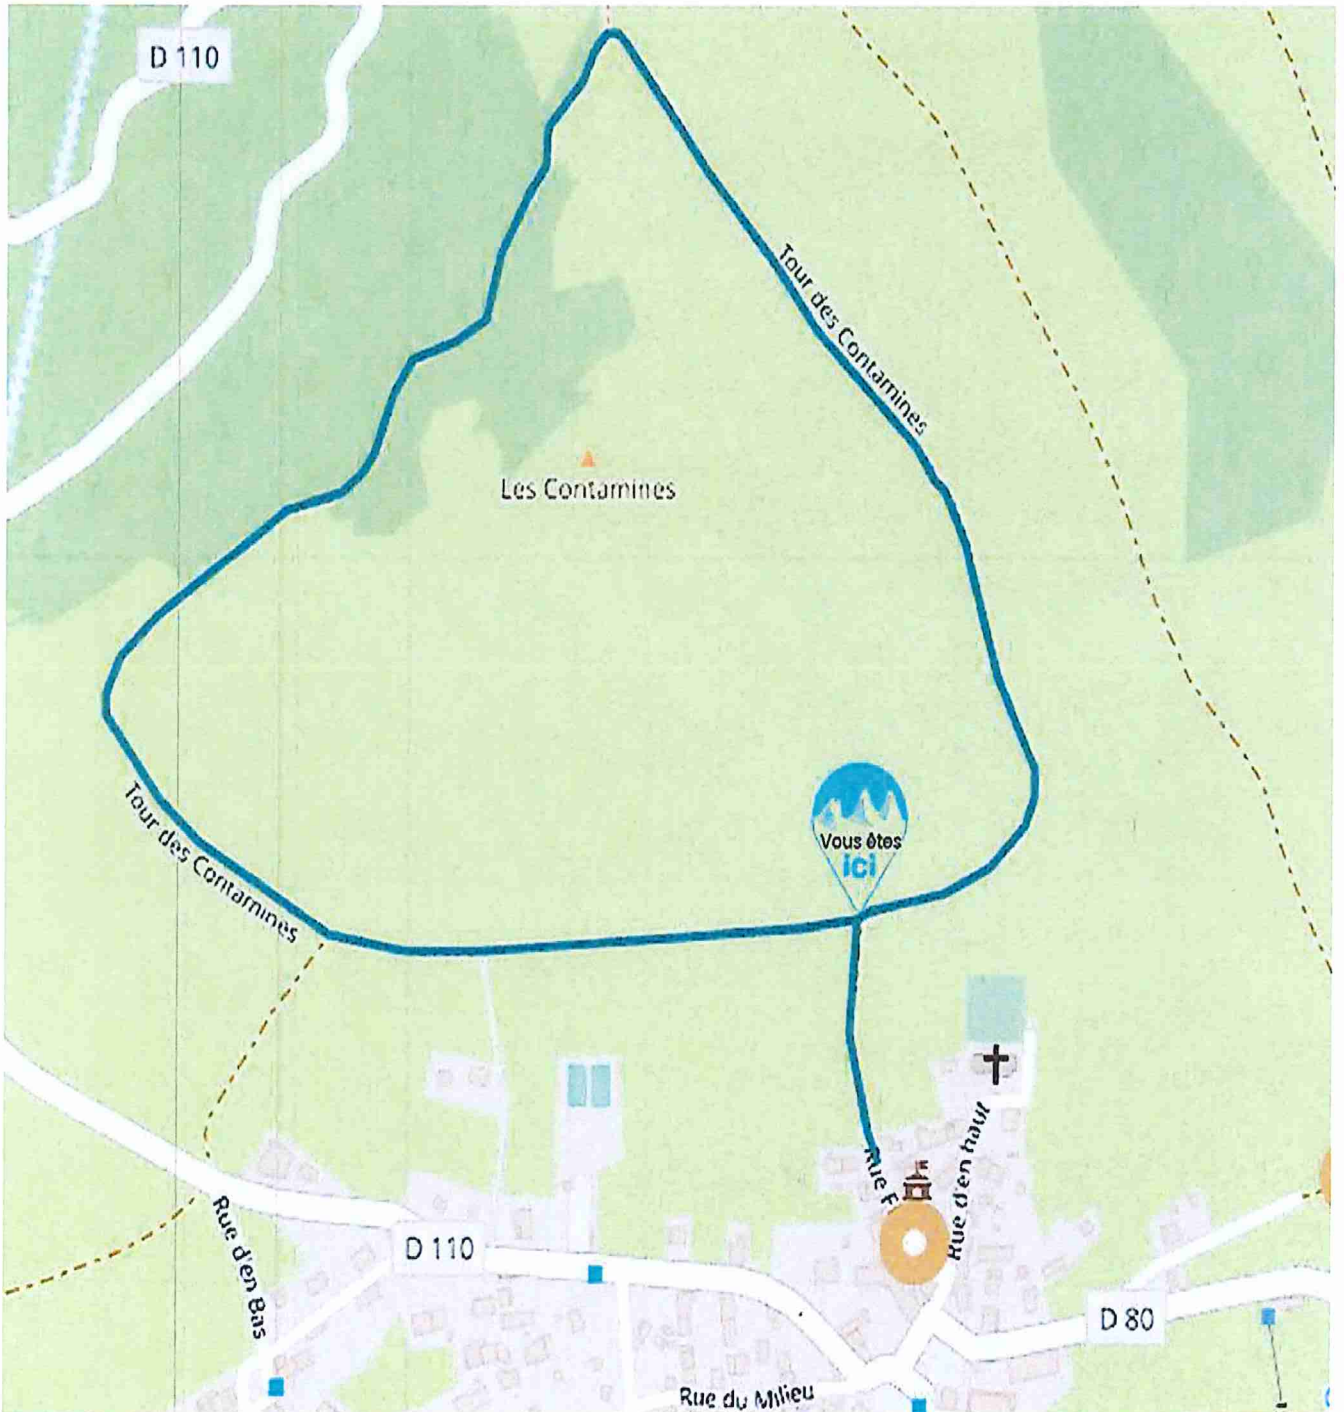 D 110
Tour des Contamines
Les Contamines
Vous êtes
ici
Tour des Contamines
Rue d'en haut
Rue
Rue d'en Bas
D 110
D 80
Rue du Milieu